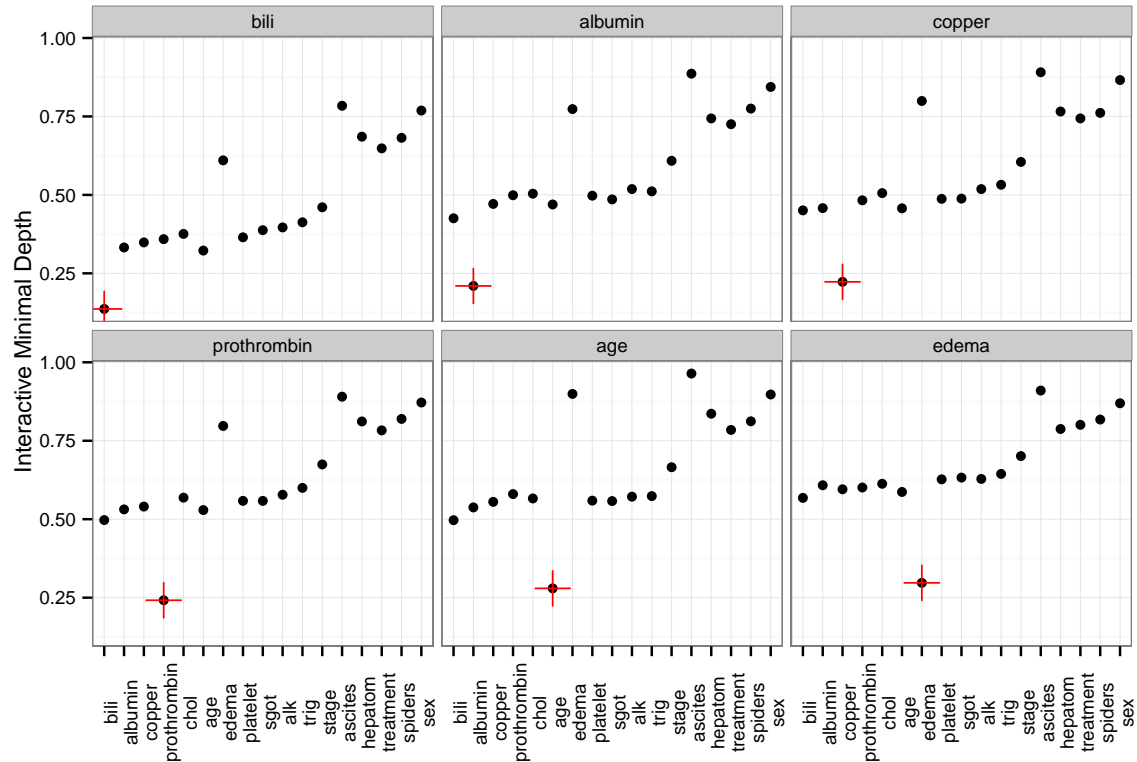 bili
albumin
copper
1.00
0.75
0.50
0.25
prothrombin
age
edema
1.00
0.75
0.50
0.25
Interactive Minimal Depth
bili
albumin
copper
prothrombin
chol
age
edema
platelet
sgot
alk
trig
stage
ascites
hepatom
treatment
spiders
sex
bili
albumin
copper
prothrombin
chol
age
edema
platelet
sgot
alk
trig
stage
ascites
hepatom
treatment
spiders
sex
bili
albumin
copper
prothrombin
chol
age
edema
platelet
sgot
alk
trig
stage
ascites
hepatom
treatment
spiders
sex